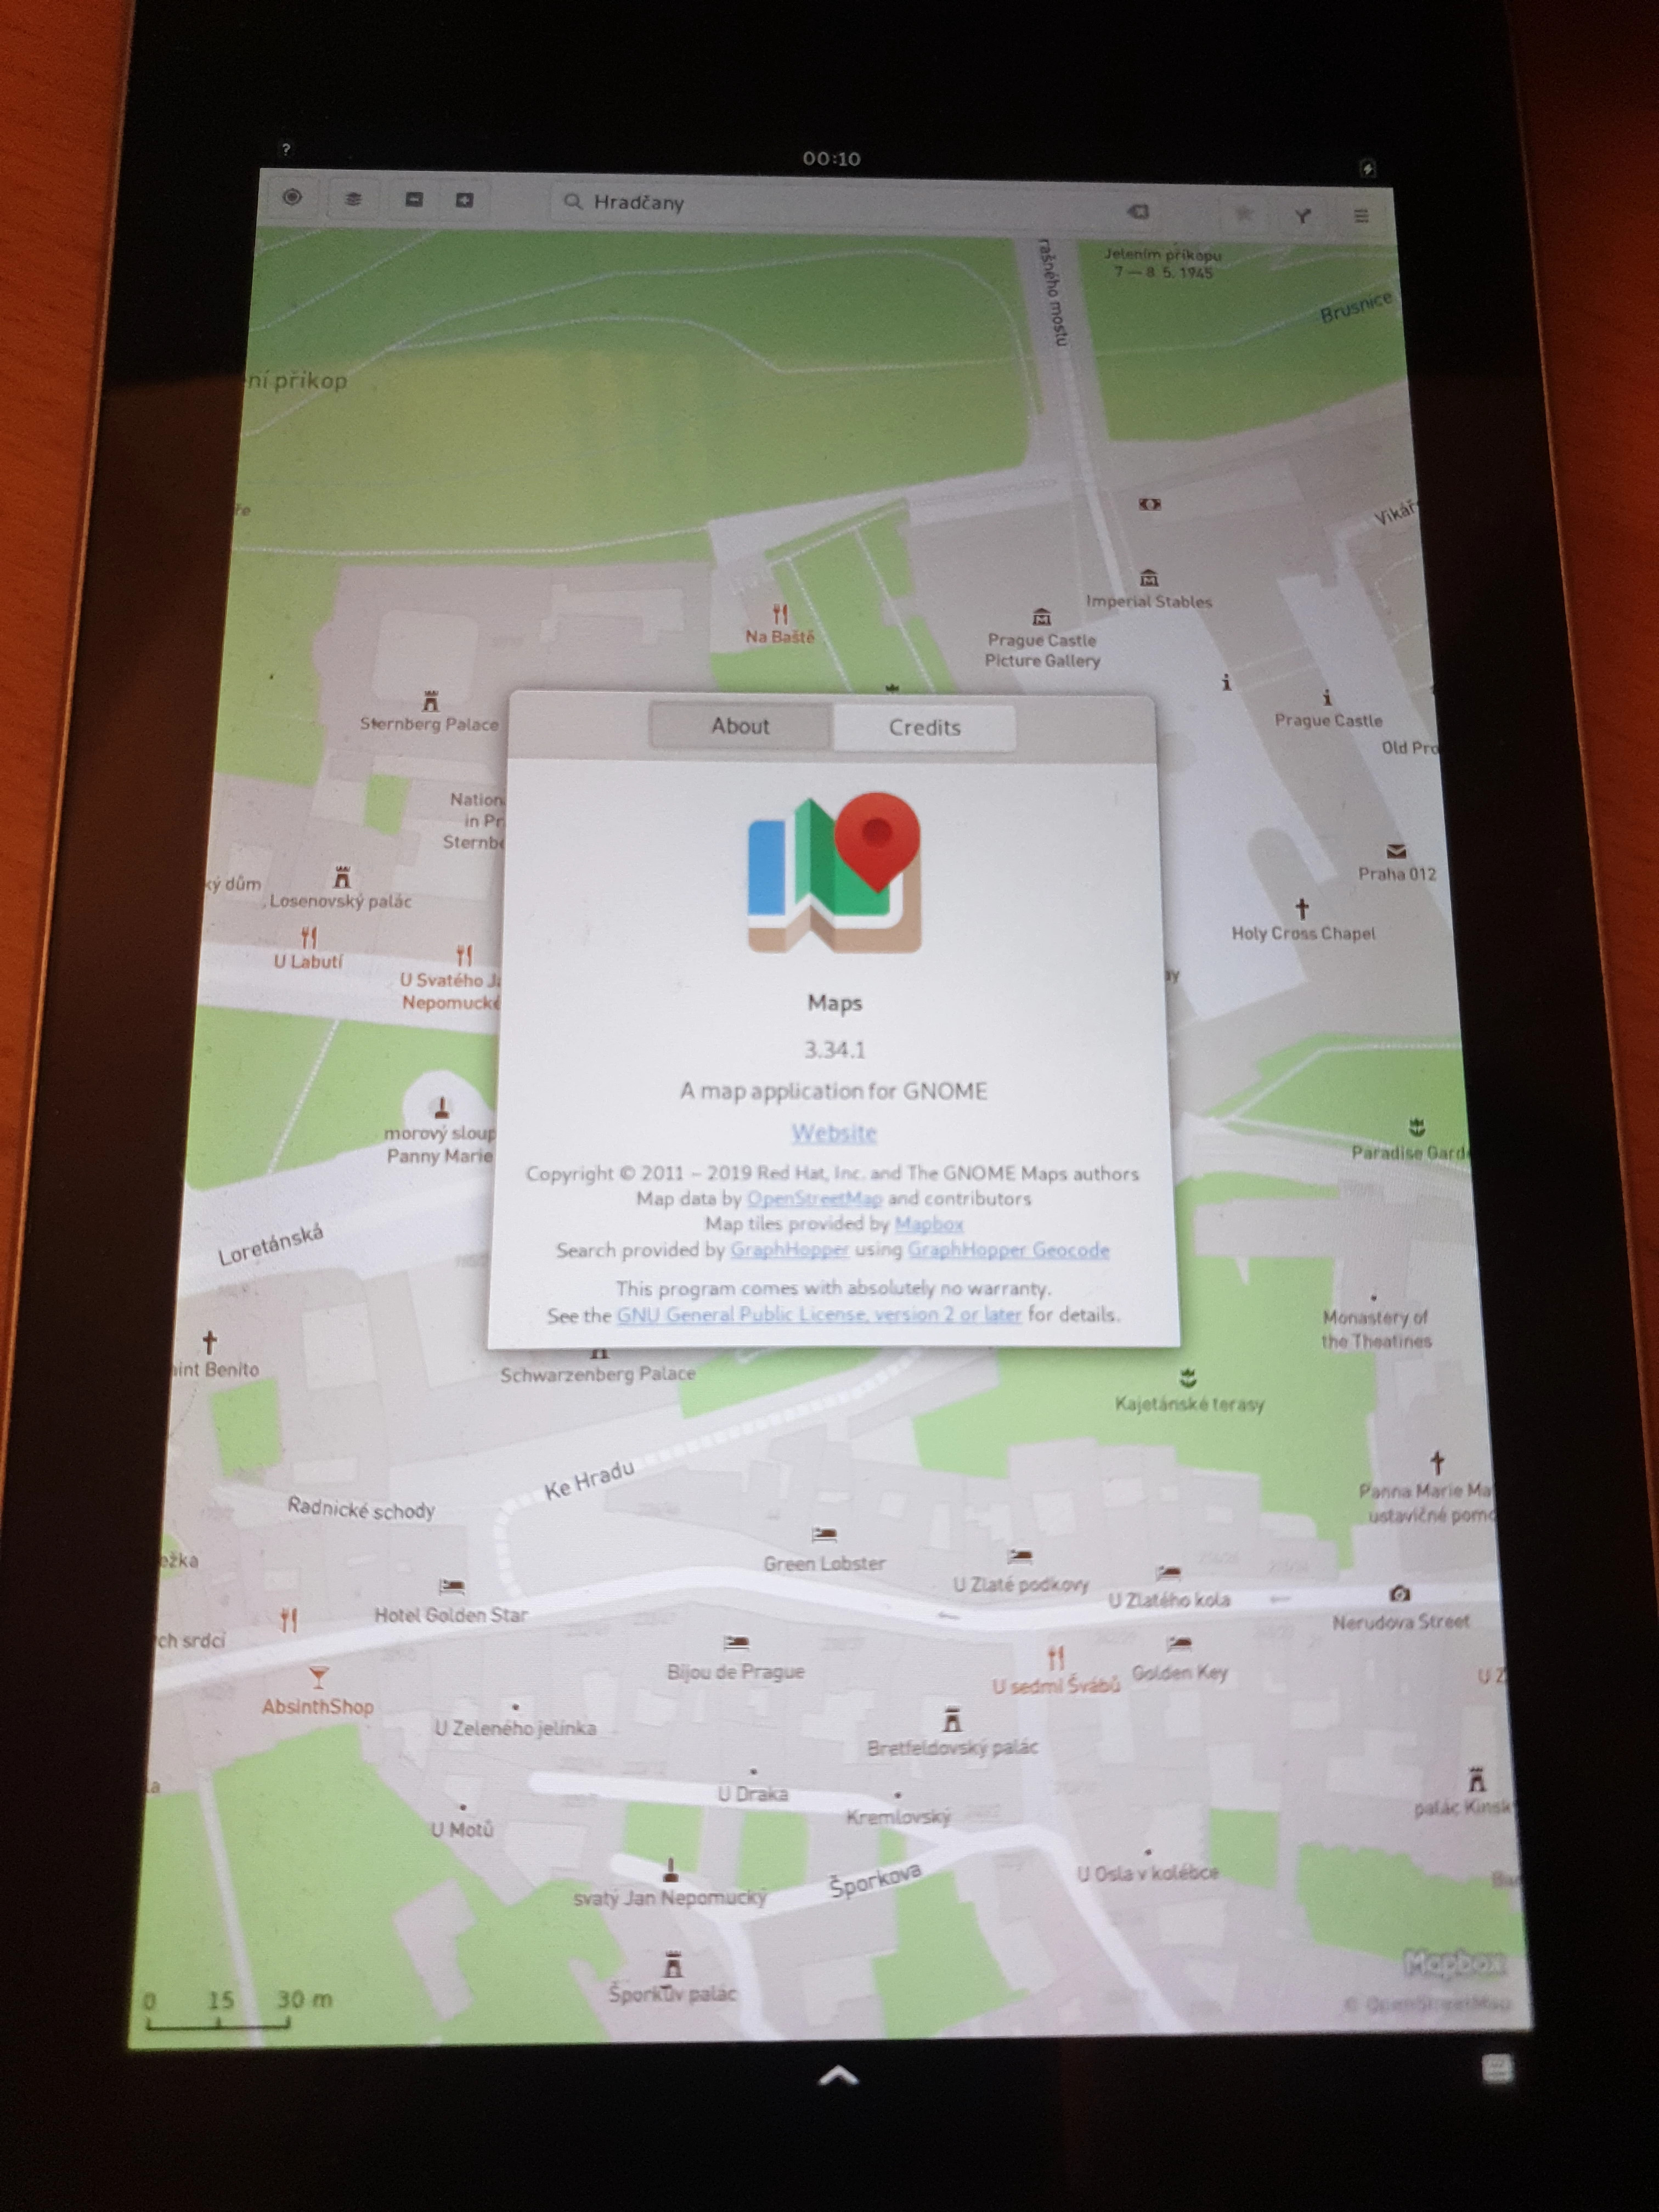 ?
00:10
Hradčany
Jelením příkopu
7 — 8. 5. 1945
Brusnice
rašného mostu
ní příkop
Vikář
Imperial Stables
Na Baště
Prague Castle
Picture Gallery
Sternberg Palace
Prague Castle
Old Pro
About
Credits
Nation
in Pr
Sternbe
ký dům
Losenovský palác
Praha 012
Holy Cross Chapel
U Labutí
U Svatého Ja
Nepomucké
Maps
3.34.1
A map application for GNOME
Website
Copyright © 2011 – 2019 Red Hat, Inc. and The GNOME Maps authors
Map data by OpenStreetMap and contributors
Map tiles provided by Mapbox
Search provided by GraphHopper using GraphHopper Geocode
This program comes with absolutely no warranty.
See the GNU General Public License, version 2 or later for details.
morový sloup
Panny Marie
Paradise Garde
Loretánská
Monastery of
the Theatines
int Benito
Schwarzenberg Palace
Kajetánské terasy
Ke Hradu
Radnické schody
Panna Marie Ma
ustavičné pomo
ežka
Green Lobster
U Zlaté podkovy
U Zlatého kola
Hotel Golden Star
Nerudova Street
ch srdcí
Bijou de Prague
U sedmi Švábů
Golden Key
U Z
AbsinthShop
U Zeleného jelínka
Bretfeldovský palác
U Draka
Kremlovský
palác Kinsk
U Motů
U Osla v kolébce
Šporkova
svatý Jan Nepomucký
Šporkův palác
Mapbox
© OpenStreetMap
0 15 30 m